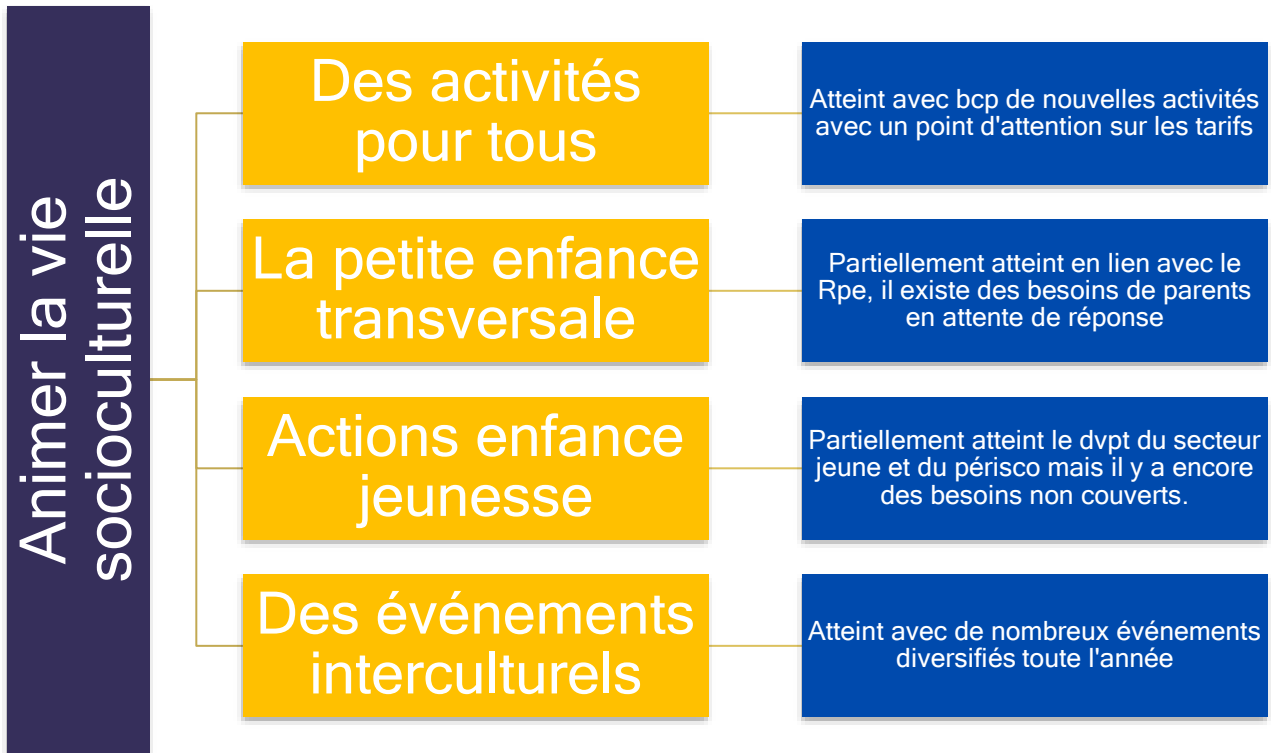 Animer la vie
socioculturelle
Des activités
pour tous
Atteint avec bcp de nouvelles activités
avec un point d'attention sur les tarifs
La petite enfance
transversale
Partiellement atteint en lien avec le
Rpe, il existe des besoins de parents
en attente de réponse
Actions enfance
jeunesse
Partiellement atteint le dvpt du secteur
jeune et du périsco mais il y a encore
des besoins non couverts.
Des événements
interculturels
Atteint avec de nombreux événements
diversifiés toute l'année